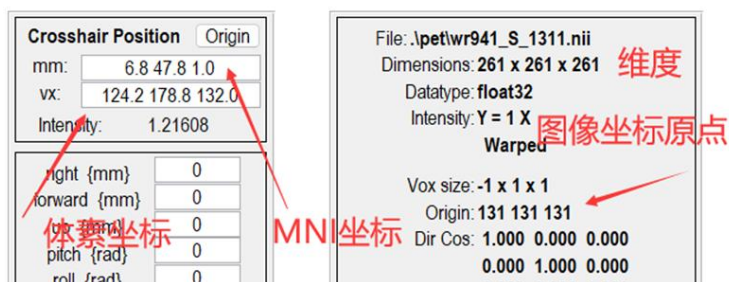 Crosshair Position Origin
mm: 6.8 47.8 1.0
vx: 124.2 178.8 132.0
Intensity: 1.21608
right {mm} 0
forward {mm} 0
up {mm} 0
pitch {rad} 0
roll {rad} 0
体素坐标
MNI坐标
File: .\pet\wr941_S_1311.nii
Dimensions: 261 x 261 x 261
维度
Datatype: float32
Intensity: Y = 1 X
图像坐标原点
Warped
Vox size: -1 x 1 x 1
Origin: 131 131 131
Dir Cos: 1.000 0.000 0.000
0.000 1.000 0.000